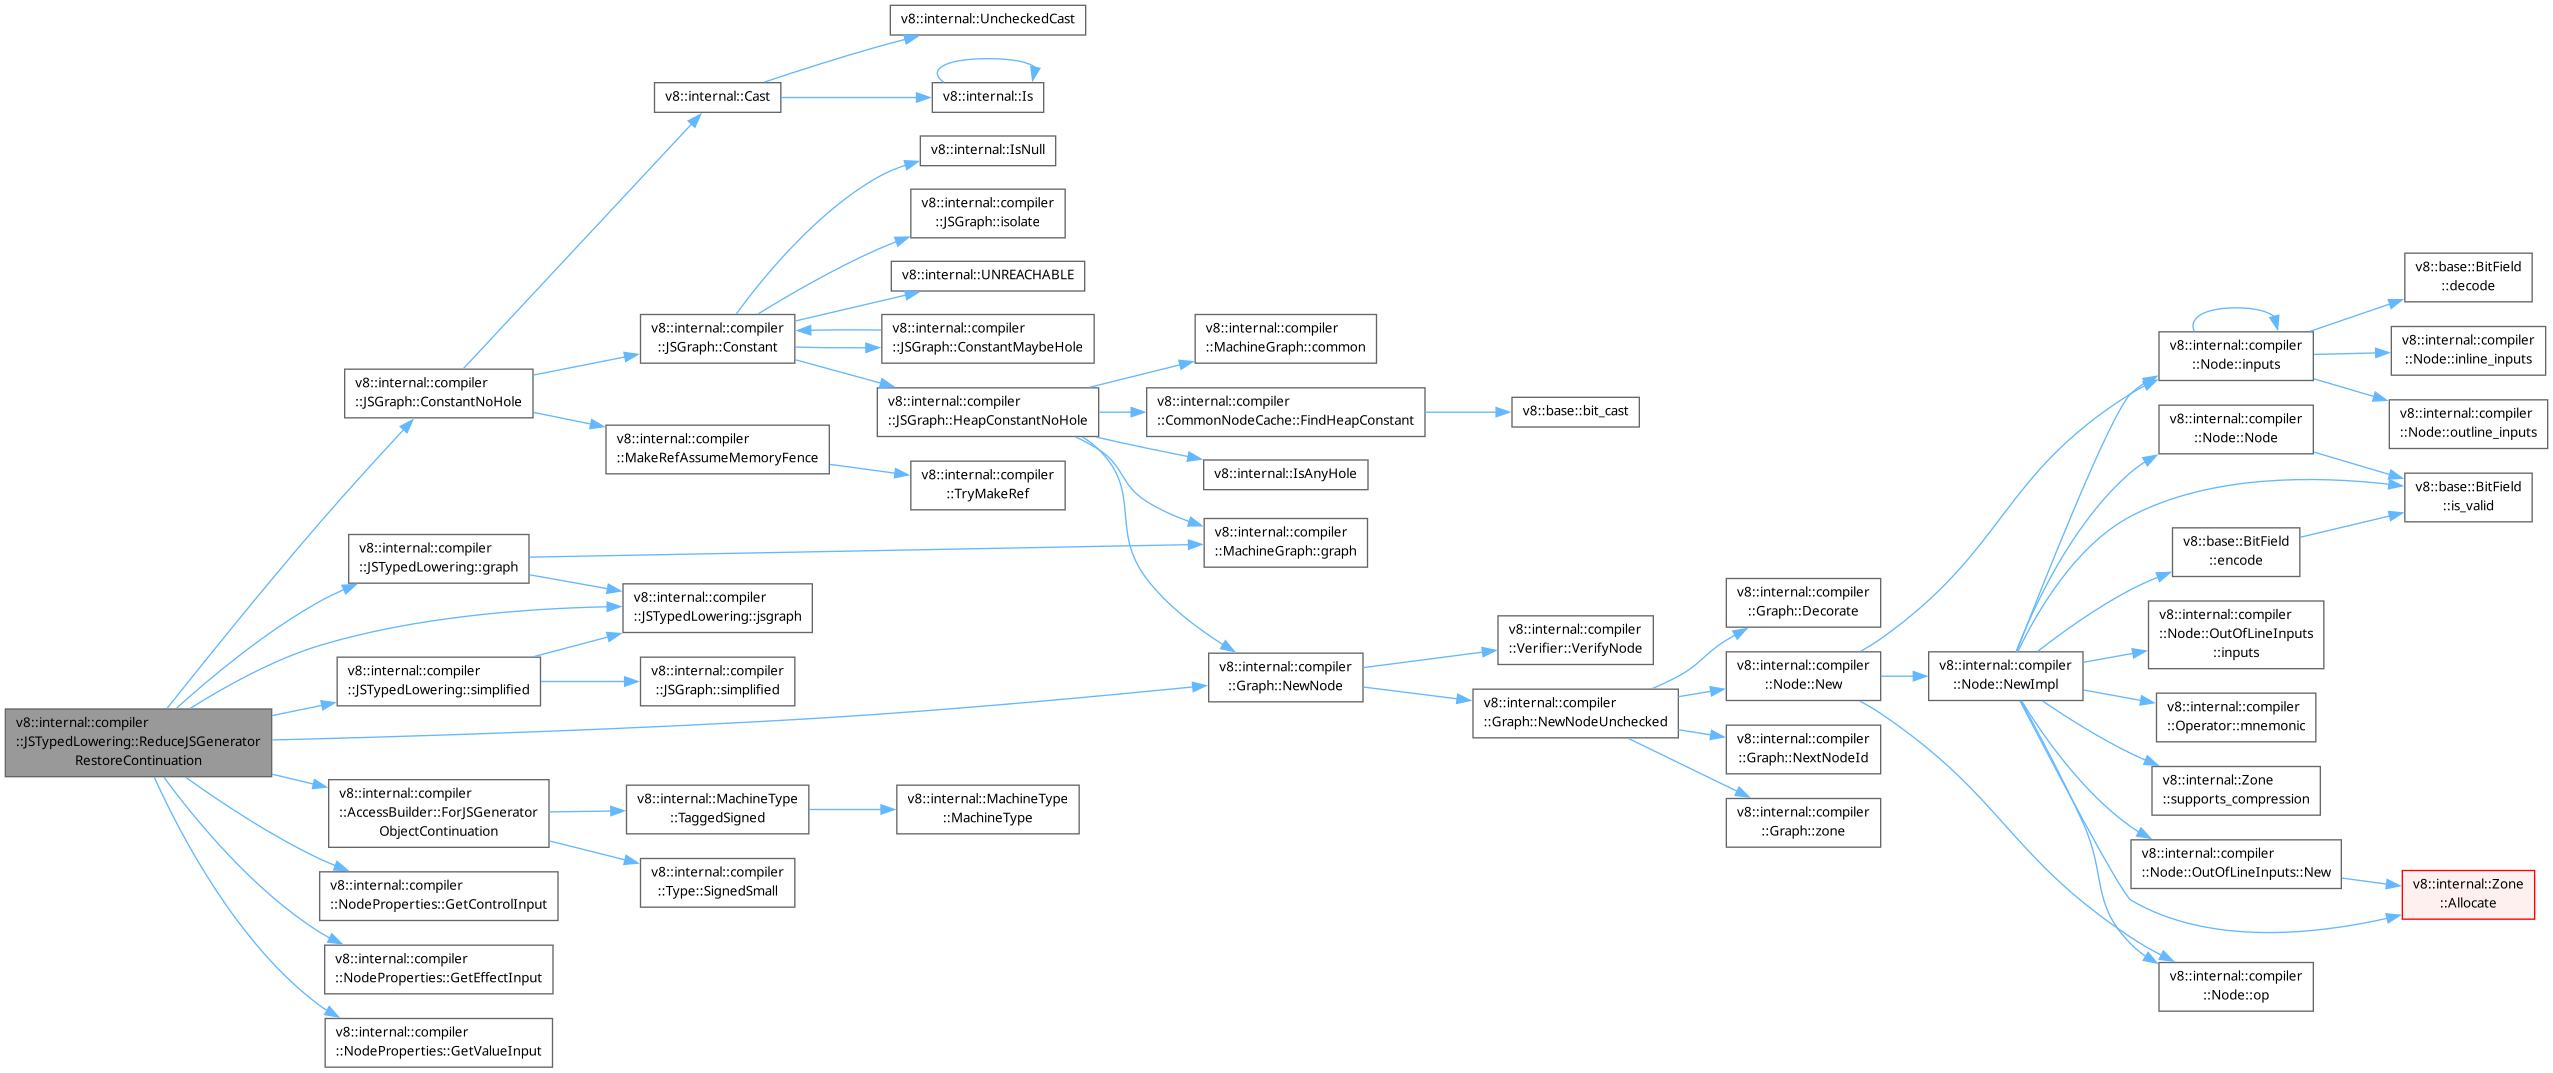 v8::internal::compiler
::JSTypedLowering::ReduceJSGenerator
RestoreContinuation
v8::internal::compiler
::JSGraph::ConstantNoHole
v8::internal::Cast
v8::internal::UncheckedCast
v8::internal::Is
v8::internal::compiler
::JSGraph::Constant
v8::internal::IsNull
v8::internal::compiler
::JSGraph::isolate
v8::internal::UNREACHABLE
v8::internal::compiler
::JSGraph::ConstantMaybeHole
v8::internal::compiler
::JSGraph::HeapConstantNoHole
v8::internal::compiler
::MachineGraph::common
v8::internal::compiler
::CommonNodeCache::FindHeapConstant
v8::base::bit_cast
v8::internal::IsAnyHole
v8::internal::compiler
::MachineGraph::graph
v8::internal::compiler
::Graph::NewNode
v8::internal::compiler
::Verifier::VerifyNode
v8::internal::compiler
::Graph::NewNodeUnchecked
v8::internal::compiler
::Graph::Decorate
v8::internal::compiler
::Node::New
v8::internal::compiler
::Graph::NextNodeId
v8::internal::compiler
::Graph::zone
v8::internal::compiler
::Node::NewImpl
v8::internal::compiler
::Node::inputs
v8::base::BitField
::decode
v8::internal::compiler
::Node::inline_inputs
v8::internal::compiler
::Node::outline_inputs
v8::internal::compiler
::Node::Node
v8::base::BitField
::is_valid
v8::base::BitField
::encode
v8::internal::compiler
::Node::OutOfLineInputs
::inputs
v8::internal::compiler
::Operator::mnemonic
v8::internal::Zone
::supports_compression
v8::internal::compiler
::Node::OutOfLineInputs::New
v8::internal::Zone
::Allocate
v8::internal::compiler
::Node::op
v8::internal::compiler
::MakeRefAssumeMemoryFence
v8::internal::compiler
::TryMakeRef
v8::internal::compiler
::JSTypedLowering::graph
v8::internal::compiler
::JSTypedLowering::jsgraph
v8::internal::compiler
::JSTypedLowering::simplified
v8::internal::compiler
::JSGraph::simplified
v8::internal::compiler
::AccessBuilder::ForJSGenerator
ObjectContinuation
v8::internal::MachineType
::TaggedSigned
v8::internal::MachineType
::MachineType
v8::internal::compiler
::Type::SignedSmall
v8::internal::compiler
::NodeProperties::GetControlInput
v8::internal::compiler
::NodeProperties::GetEffectInput
v8::internal::compiler
::NodeProperties::GetValueInput